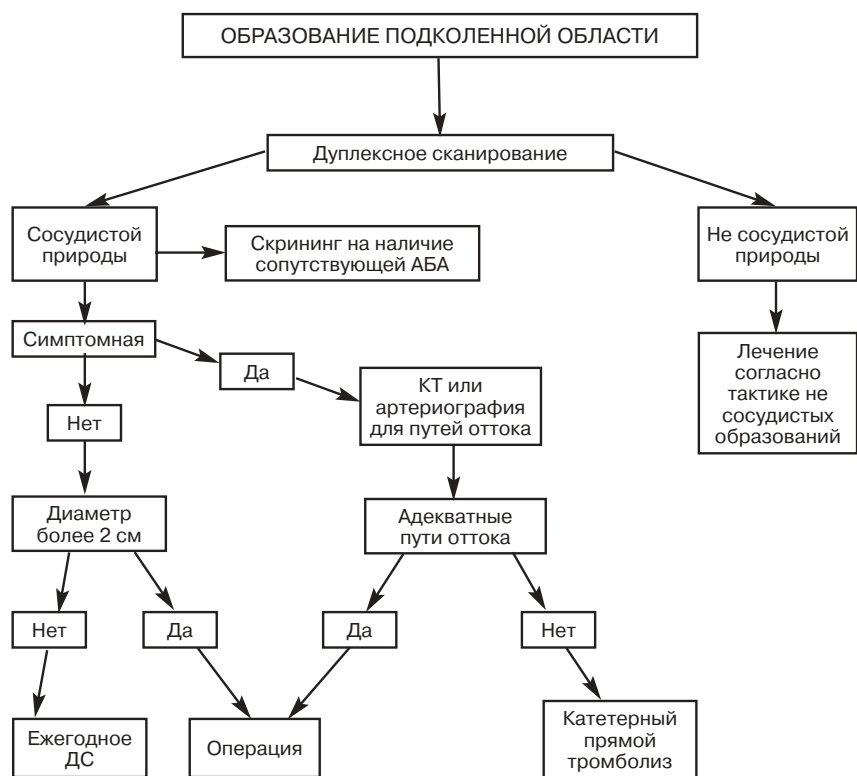 ОБРАЗОВАНИЕ ПОДКОЛЕННОЙ ОБЛАСТИ
Дуплексное сканирование
Сосудистой
природы
Скрининг на наличие
сопутствующей АБА
Не сосудистой
природы
Симптомная
Да
Нет
КТ или
артериография
для путей оттока
Лечение
согласно
тактике не
сосудистых
образований
Диаметр
более 2 см
Адекватные
пути оттока
Нет
Да
Да
Нет
Ежегодное
ДС
Операция
Катетерный
прямой
тромболиз